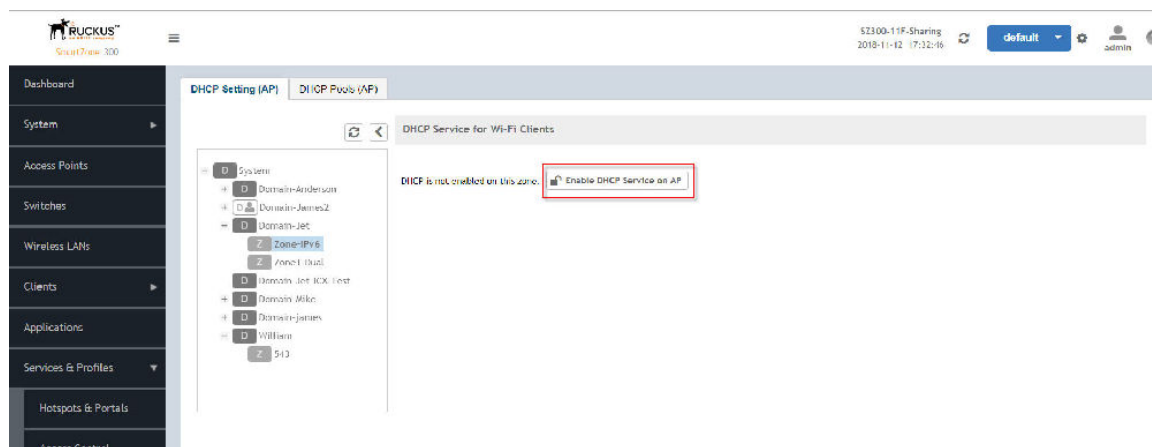 RUCKUS
SmartZone 300
SZ300-11F-Sharing
2018-11-12 17:32:46
default
admin
Dashboard
System
Access Points
Switches
Wireless LANs
Clients
Applications
Services & Profiles
Hotspots & Portals
DHCP Setting (AP)
DHCP Pools (AP)
DHCP Service for Wi-Fi Clients
DHCP is not enabled on this zone.
Enable DHCP Service on AP
D System
D Domain-Anderson
D Domain-James2
D Domain-Jet
Z Zone-IPv6
Z Zone1-Dual
D Domain-Jet-ICX-Test
D Domain-Mike
D Domain-james
D William
Z 543